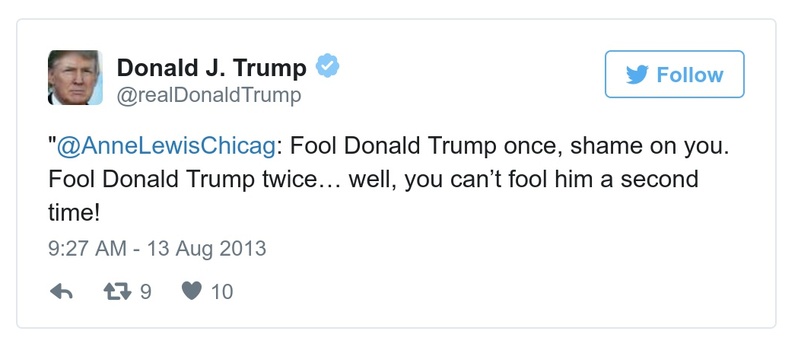 Donald J. Trump
@realDonaldTrump
Follow
"@AnneLewisChicag: Fool Donald Trump once, shame on you.
Fool Donald Trump twice… well, you can’t fool him a second
time!
9:27 AM - 13 Aug 2013
9 10